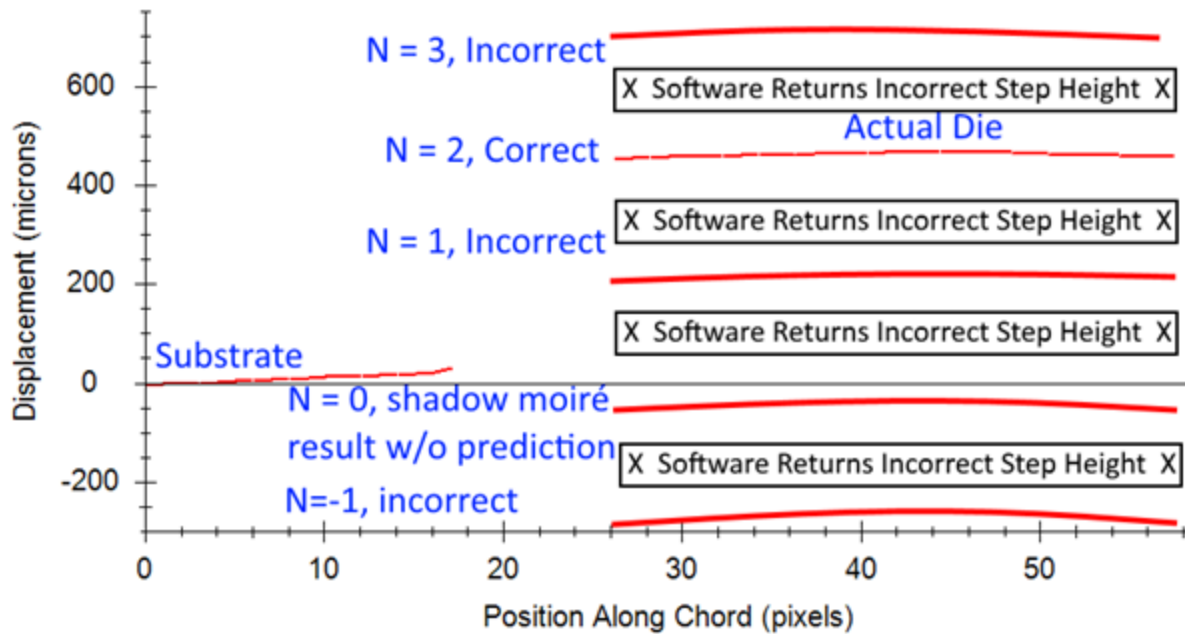 N = 3, Incorrect
600
X Software Returns Incorrect Step Height X
Actual Die
N = 2, Correct
400
X Software Returns Incorrect Step Height X
N = 1, Incorrect
200
X Software Returns Incorrect Step Height X
Substrate
0
N = 0, shadow moiré
result w/o prediction
X Software Returns Incorrect Step Height X
-200
N=-1, incorrect
Displacement (microns)
0 10 20 30 40 50
Position Along Chord (pixels)